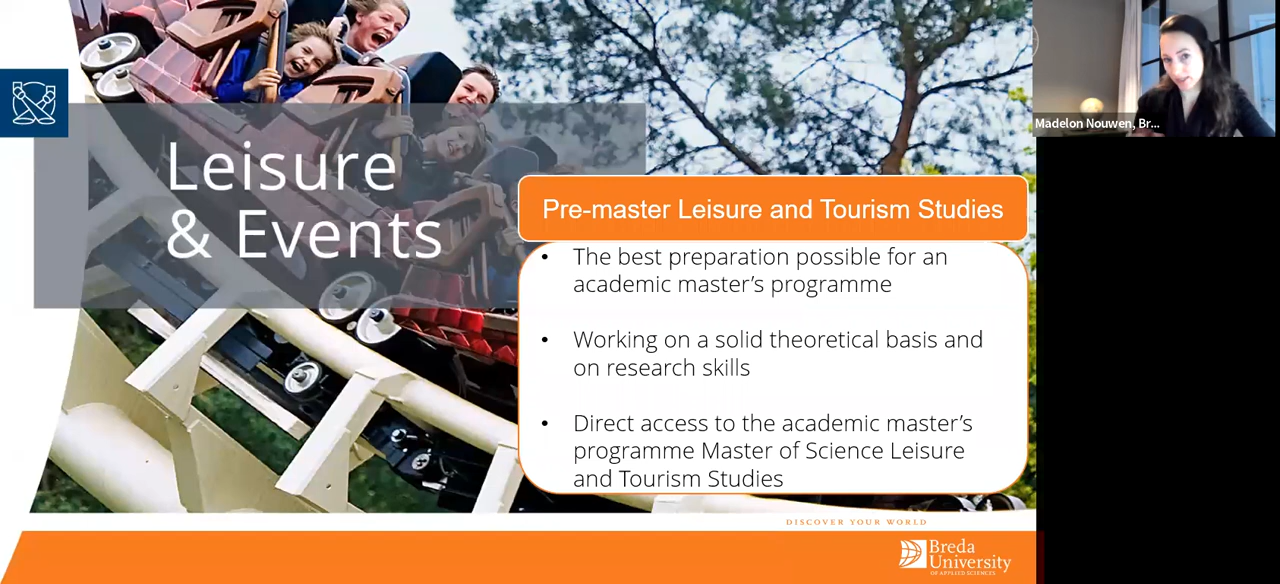 Leisure
& Events
Pre-master Leisure and Tourism Studies
• The best preparation possible for an
academic master’s programme
• Working on a solid theoretical basis and
on research skills
• Direct access to the academic master’s
programme Master of Science Leisure
and Tourism Studies
DISCOVER YOUR WORLD
Breda
University
OF APPLIED SCIENCES
Madelon Nouwen, Br...